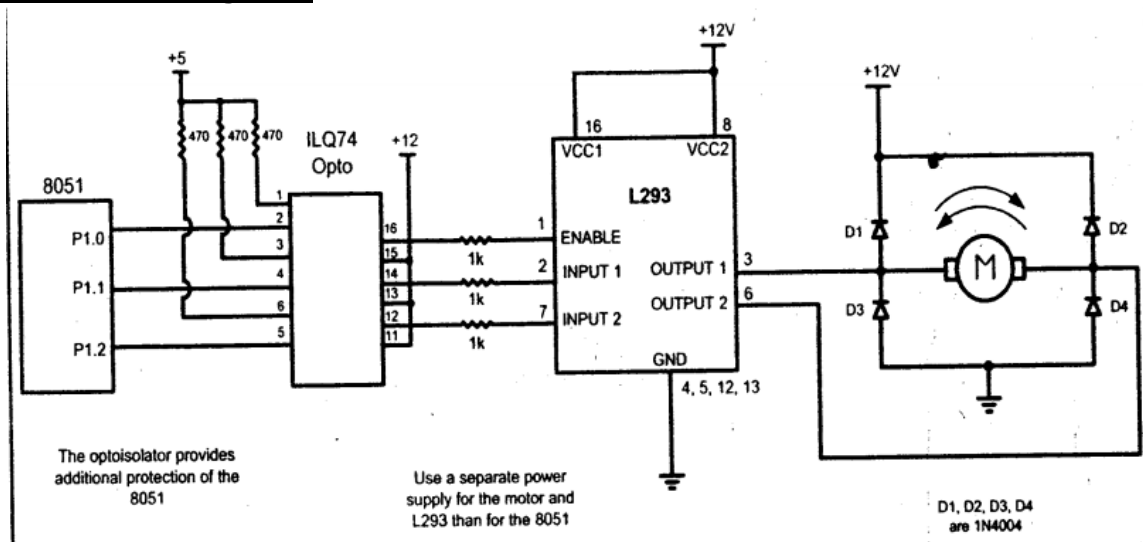 +5
470
470
470
ILQ74
Opto
+12
8051
P1.0
P1.1
P1.2
1
2
3
4
6
5
16
15
14
13
12
11
1k
1k
1k
+12V
16
8
VCC1
VCC2
L293
1
ENABLE
2
INPUT 1
7
INPUT 2
OUTPUT 1
3
OUTPUT 2
6
GND
4, 5, 12, 13
+12V
D1
D2
M
D3
D4
The optoisolator provides
additional protection of the
8051
Use a separate power
supply for the motor and
L293 than for the 8051
D1, D2, D3, D4
are 1N4004